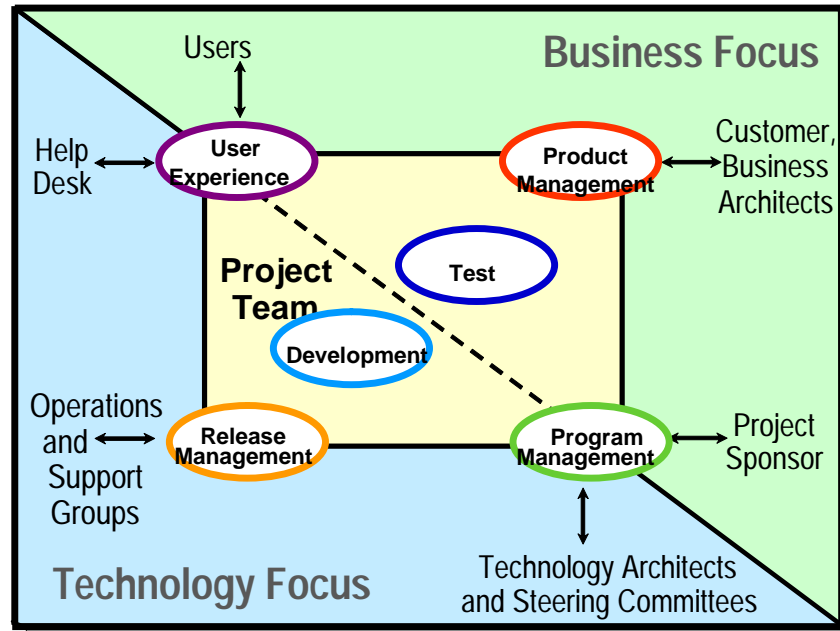 Users
Business Focus
Help
Desk
User
Experience
Product
Management
Customer,
Business
Architects
Project
Team
Test
Development
Operations
and
Support
Groups
Release
Management
Program
Management
Project
Sponsor
Technology Focus
Technology Architects
and Steering Committees